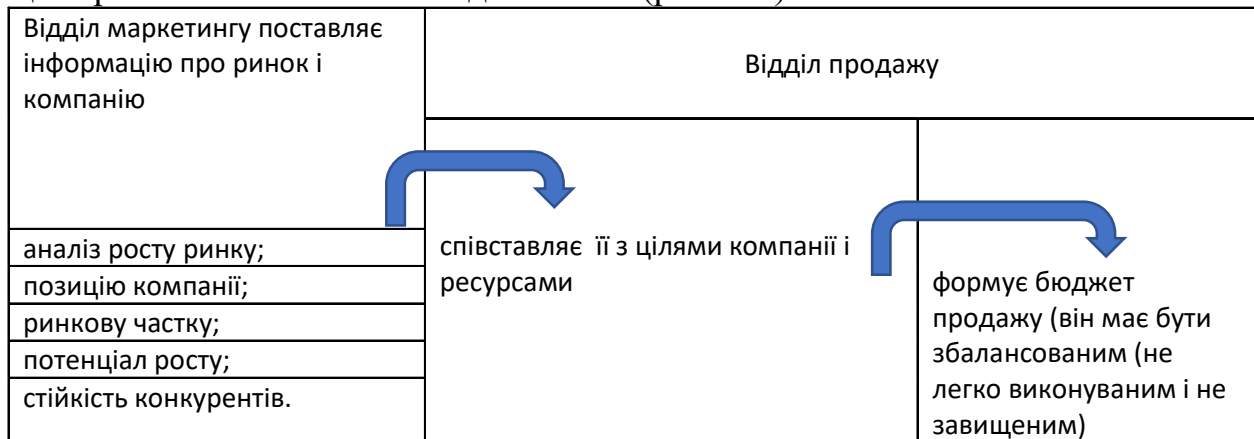 Відділ маркетингу поставляє
інформацію про ринок і
компанію
Відділ продажу
аналіз росту ринку;
позицію компанії;
ринкову частку;
потенціал росту;
стійкість конкурентів.
співставляє її з цілями компанії і
ресурсами
формує бюджет
продажу (він має бути
збалансованим (не
легко виконуваним і не
завищеним)